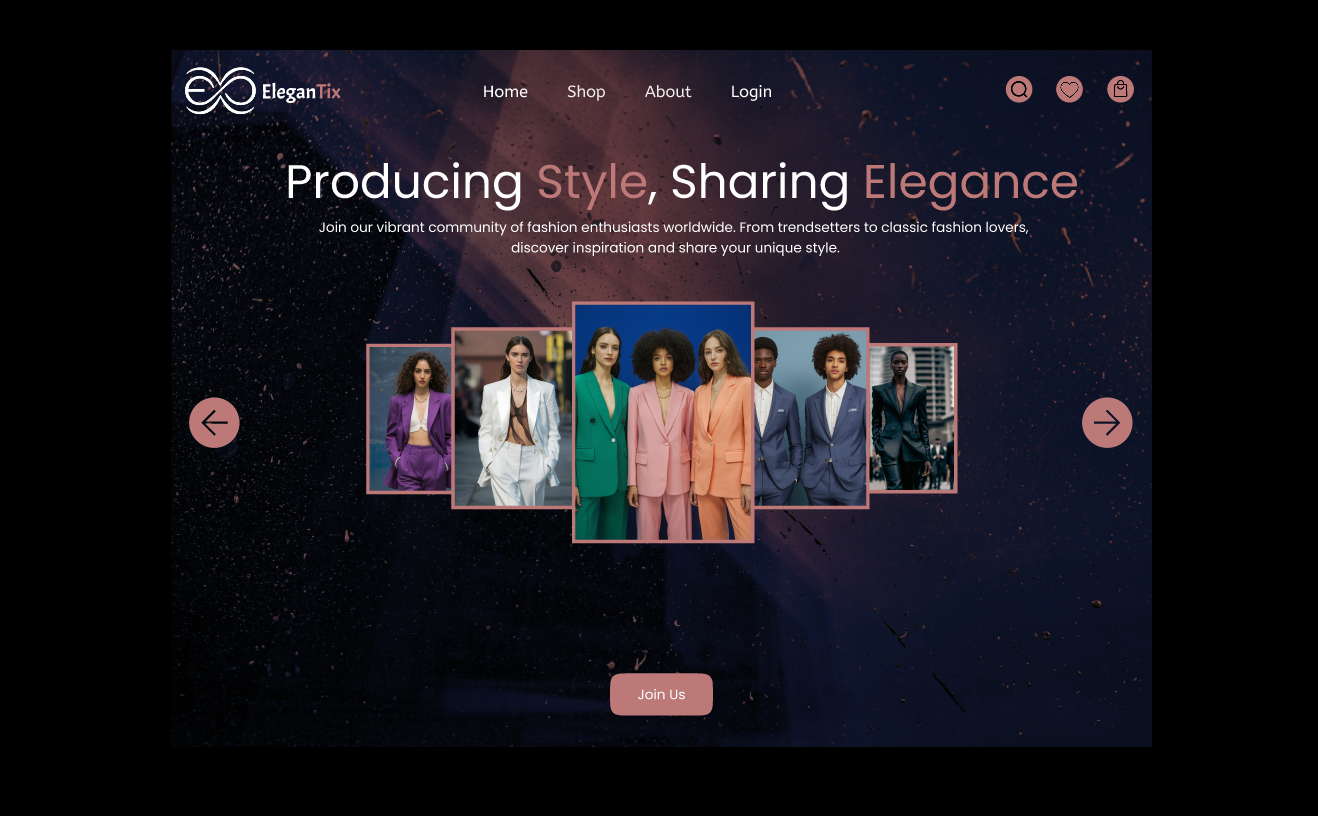 EleganTix
Home Shop About Login
Producing Style, Sharing Elegance
Join our vibrant community of fashion enthusiasts worldwide. From trendsetters to classic fashion lovers,
discover inspiration and share your unique style.
Join Us